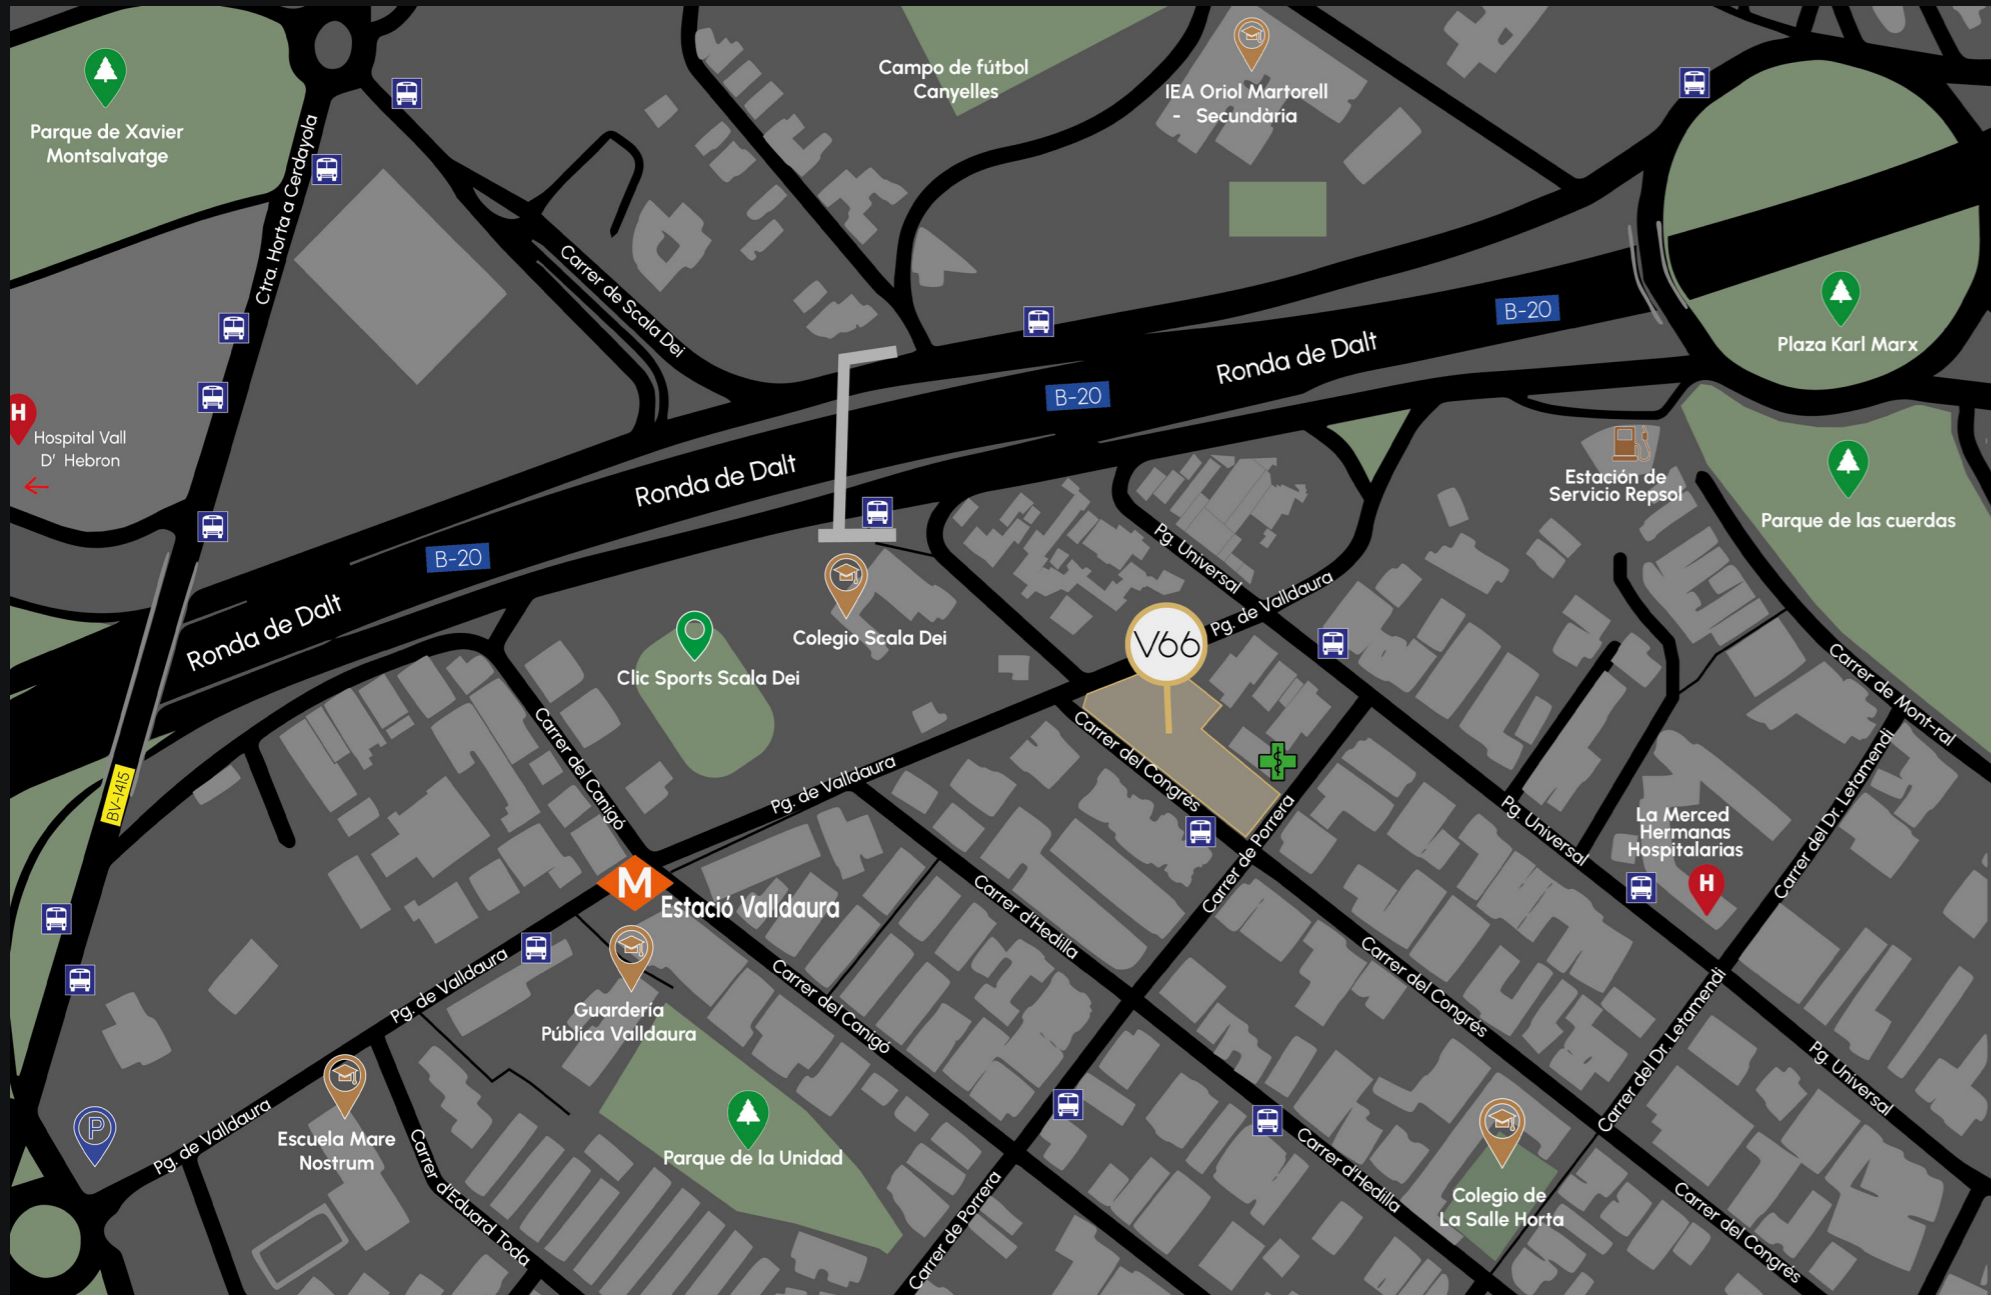 Parque de Xavier
Montsalvatge
Campo de fútbol
Canyelles
IEA Oriol Martorell
- Secundària
Ctra. Horta a Cerdayola
Carrer de Scala Dei
B-20
Plaza Karl Marx
Ronda de Dalt
B-20
H
Hospital Vall
D' Hebron
Ronda de Dalt
Estación de
Servicio Repsol
Parque de las cuerdas
B-20
Pg. Universal
Ronda de Dalt
Pg. de Valldaura
Colegio Scala Dei
V66
Clic Sports Scala Dei
Carrer de Mont-ral
Carrer del Canigó
Carrer del Congrés
Pg. de Valldaura
BV-1415
Carrer del Dr. Letamendi
Pg. Universal
La Merced
Hermanas
Hospitalarias
H
Carrer de Porrera
M
Estació Valldaura
Carrer d'Hedilla
Pg. de Valldaura
Carrer del Canigó
Carrer del Congrés
Guardería
Pública Valldaura
Carrer del Dr. Letamendi
Pg. Universal
P
Pg. de Valldaura
Escuela Mare
Nostrum
Parque de la Unidad
Carrer d'Eduard Toda
Carrer d'Hedilla
Colegio de
La Salle Horta
Carrer de Porrera
Carrer del Congrés